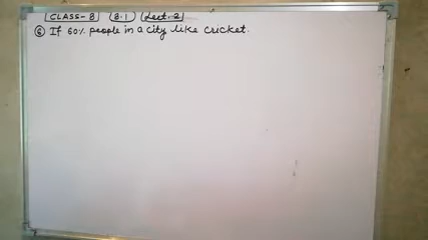 CLASS-8 8.1 Lect.2
⑥ If 60% people in a city like cricket.